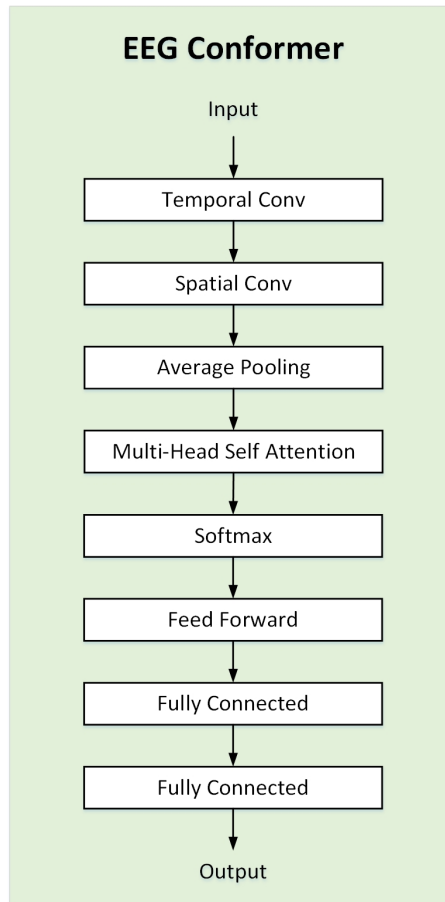 EEG Conformer
Input
Temporal Conv
Spatial Conv
Average Pooling
Multi-Head Self Attention
Softmax
Feed Forward
Fully Connected
Fully Connected
Output